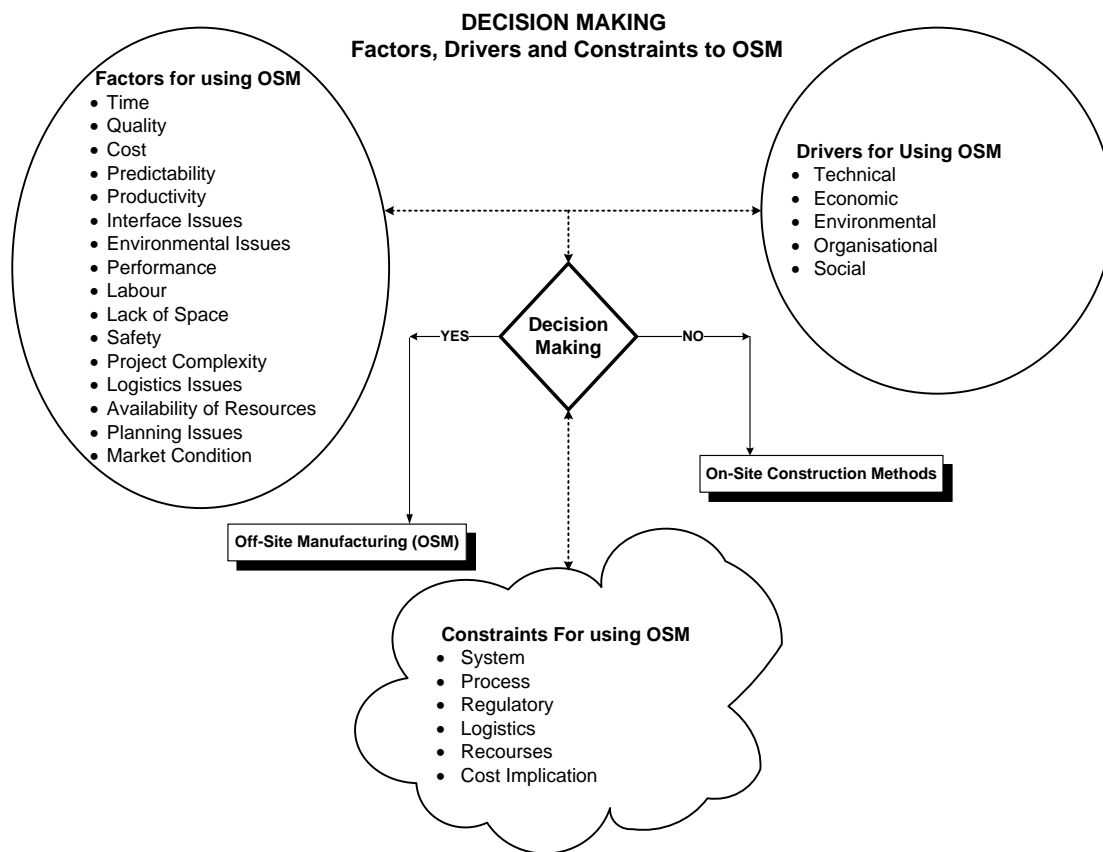 DECISION MAKING
Factors, Drivers and Constraints to OSM
Factors for using OSM
• Time
• Quality
• Cost
• Predictability
• Productivity
• Interface Issues
• Environmental Issues
• Performance
• Labour
• Lack of Space
• Safety
• Project Complexity
• Logistics Issues
• Availability of Resources
• Planning Issues
• Market Condition
Drivers for Using OSM
• Technical
• Economic
• Environmental
• Organisational
• Social
Decision
Making
YES
NO
On-Site Construction Methods
Off-Site Manufacturing (OSM)
Constraints For using OSM
• System
• Process
• Regulatory
• Logistics
• Recourses
• Cost Implication